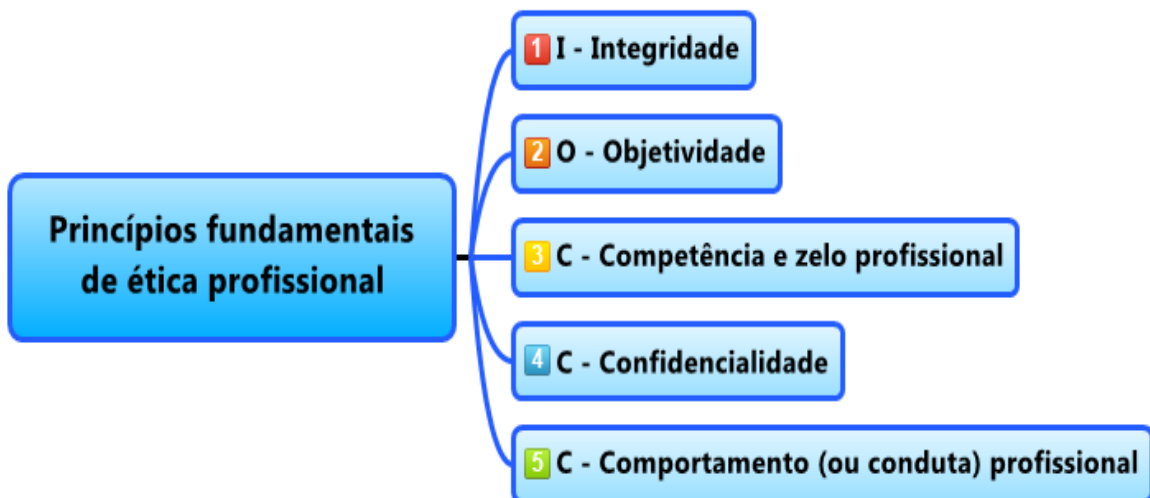 Princípios fundamentais
de ética profissional
1 I - Integridade
2 O - Objetividade
3 C - Competência e zelo profissional
4 C - Confidencialidade
5 C - Comportamento (ou conduta) profissional